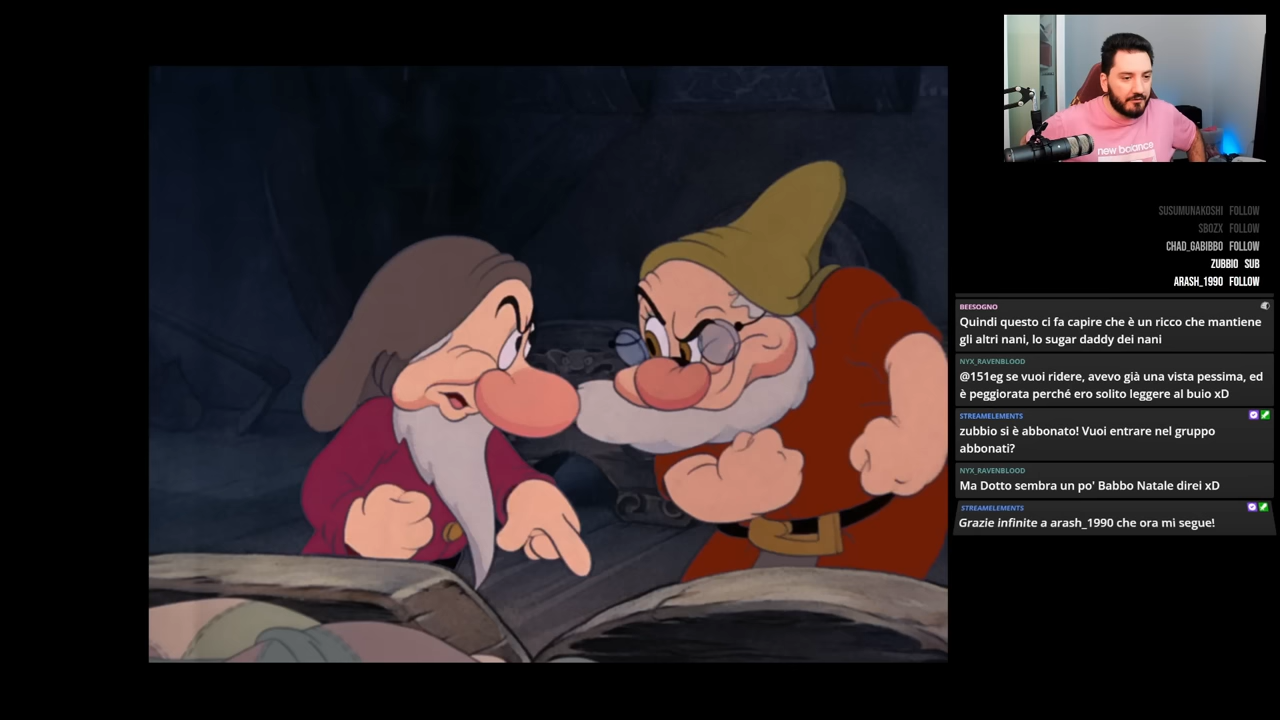 new balance
SUSUMUNAKOSHI FOLLOW
SBOZX FOLLOW
CHAD_GABIBBO FOLLOW
ZUBBIO SUB
ARASH_1990 FOLLOW
BEESOGNO
Quindi questo ci fa capire che è un ricco che mantiene
gli altri nani, lo sugar daddy dei nani
NYX_RAVENBLOOD
@151eg se vuoi ridere, avevo già una vista pessima, ed
è peggiorata perché ero solito leggere al buio xD
STREAMELEMENTS
zubbio si è abbonato! Vuoi entrare nel gruppo
abbonati?
NYX_RAVENBLOOD
Ma Dotto sembra un po' Babbo Natale direi xD
STREAMELEMENTS
Grazie infinite a arash_1990 che ora mi segue!